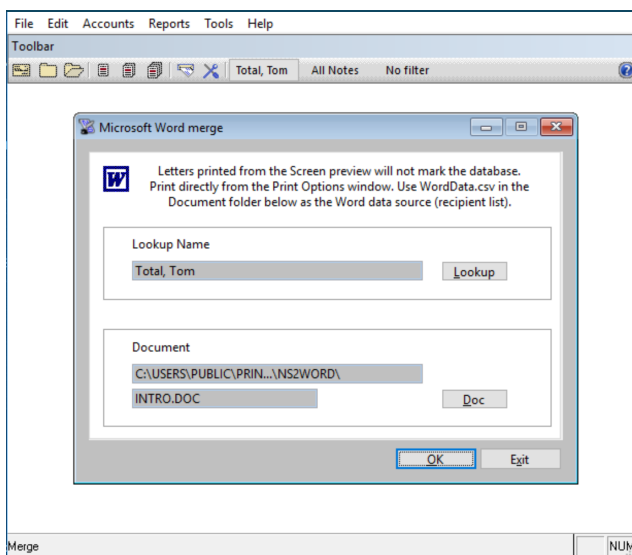 File Edit Accounts Reports Tools Help
Toolbar
Total, Tom All Notes No filter
Microsoft Word merge
W Letters printed from the Screen preview will not mark the database.
Print directly from the Print Options window. Use WordData.csv in the
Document folder below as the Word data source (recipient list).
Lookup Name
Total, Tom Lookup
Document
C:\USERS\PUBLIC\PRIN...\NS2WORD\
INTRO.DOC Doc
OK Exit
Merge NUM